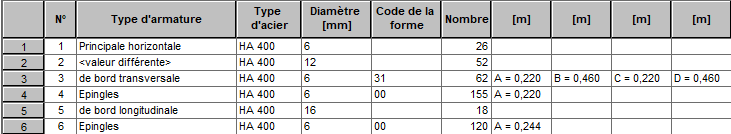 N° Type d'armature Type d'acier Diamètre [mm] Code de la forme Nombre [m] [m] [m] [m]
1 1 Principale horizontale HA 400 6 26
2 2 <valeur différente> HA 400 12 52
3 3 de bord transversale HA 400 6 31 62 A = 0,220 B = 0,460 C = 0,220 D = 0,460
4 4 Epingles HA 400 6 00 155 A = 0,220
5 5 de bord longitudinale HA 400 16 18
6 6 Epingles HA 400 6 00 120 A = 0,244